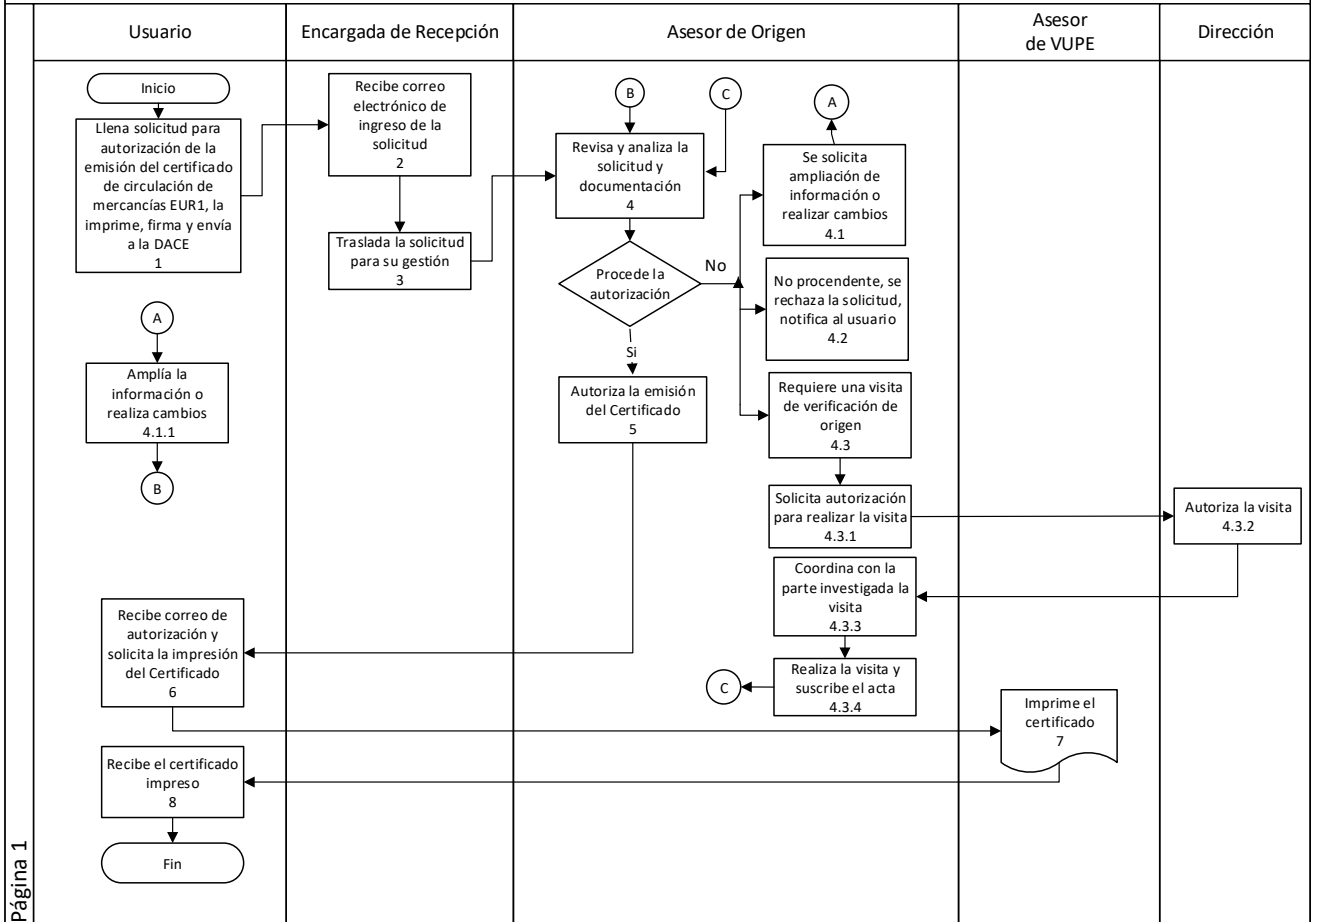 Usuario
Encargada de Recepción
Asesor de Origen
Asesor
de VUPE
Dirección
Inicio
Llena solicitud para
autorización de la
emisión del certificado
de circulación de
mercancías EUR1, la
imprime, firma y envía
a la DACE
1
Recibe correo
electrónico de
ingreso de la
solicitud
2
Traslada la solicitud
para su gestión
3
B
C
A
Revisa y analiza la
solicitud y
documentación
4
Procede la
autorización
No
Si
Se solicita
ampliación de
información o
realizar cambios
4.1
No procendente, se
rechaza la solicitud,
notifica al usuario
4.2
Requiere una visita
de verificación de
origen
4.3
A
Amplía la
información o
realiza cambios
4.1.1
B
Autoriza la emisión
del Certificado
5
Solicita autorización
para realizar la visita
4.3.1
Autoriza la visita
4.3.2
Coordina con la
parte investigada la
visita
4.3.3
Realiza la visita y
suscribe el acta
4.3.4
C
Recibe correo de
autorización y
solicita la impresión
del Certificado
6
Imprime el
certificado
7
Recibe el certificado
impreso
8
Fin
Página 1